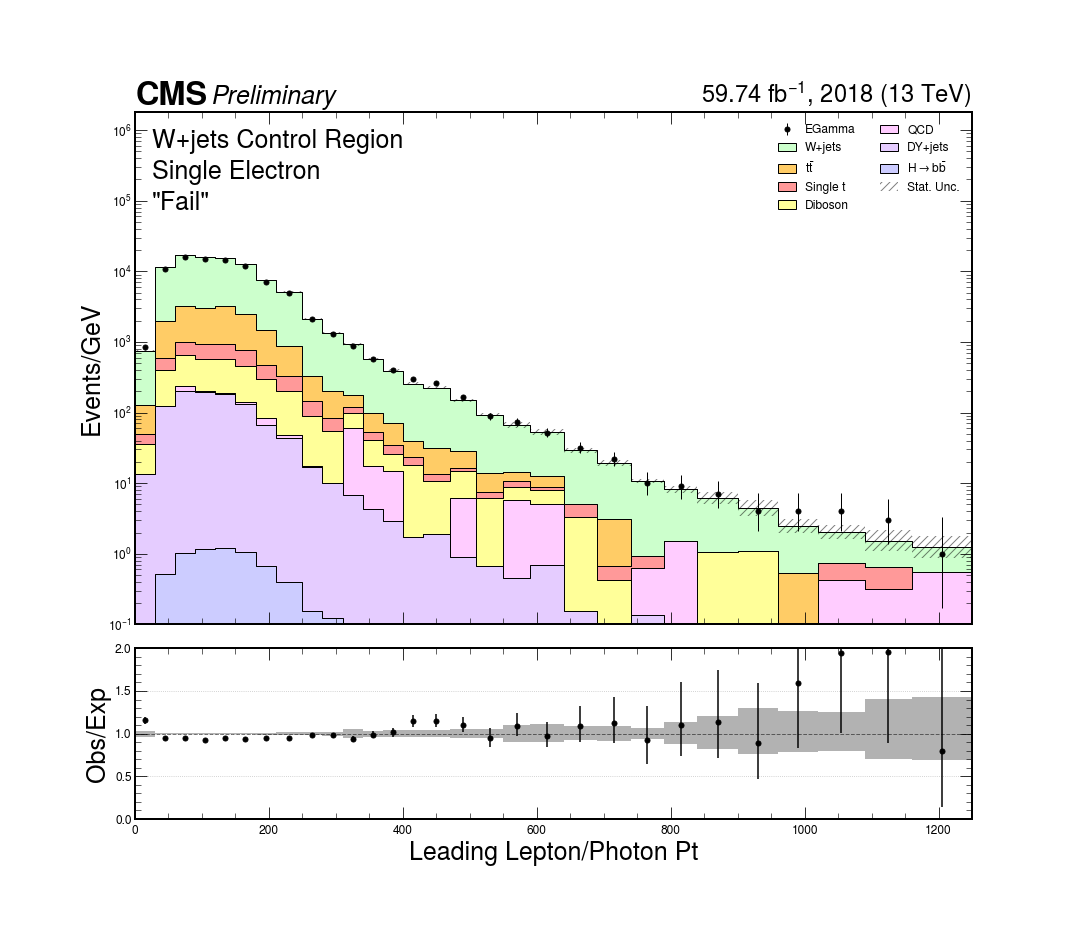 CMS Preliminary
59.74 fb⁻¹, 2018 (13 TeV)
W+jets Control Region
Single Electron
"Fail"
EGamma
W+jets
tt̄
Single t
Diboson
QCD
DY+jets
H→bb̄
Stat. Unc.
Events/GeV
10⁶
10⁵
10⁴
10³
10²
10¹
10⁰
10⁻¹
Obs/Exp
2.0
1.5
1.0
0.5
0.0
0 200 400 600 800 1000 1200
Leading Lepton/Photon Pt